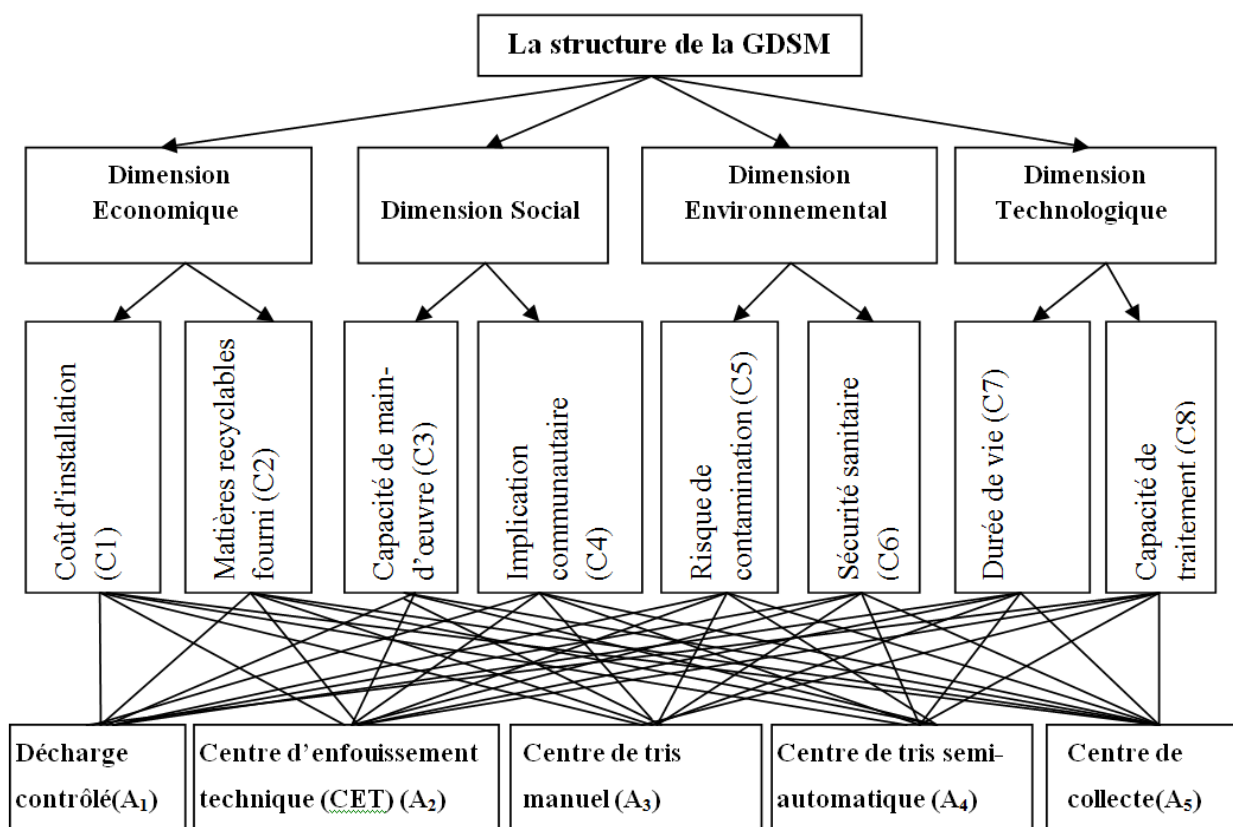 La structure de la GDSM
Dimension
Economique
Dimension Social
Dimension
Environnemental
Dimension
Technologique
Coût d'installation
(C1)
Matières recyclables
fourni (C2)
Capacité de main-
d'œuvre (C3)
Implication
communautaire
(C4)
Risque de
contamination (C5)
Sécurité sanitaire
(C6)
Durée de vie (C7)
Capacité de
traitement (C8)
Décharge
contrôlé(A₁)
Centre d'enfouissement
technique (CET) (A₂)
Centre de tris
manuel (A₃)
Centre de tris semi-
automatique (A₄)
Centre de
collecte(A₅)